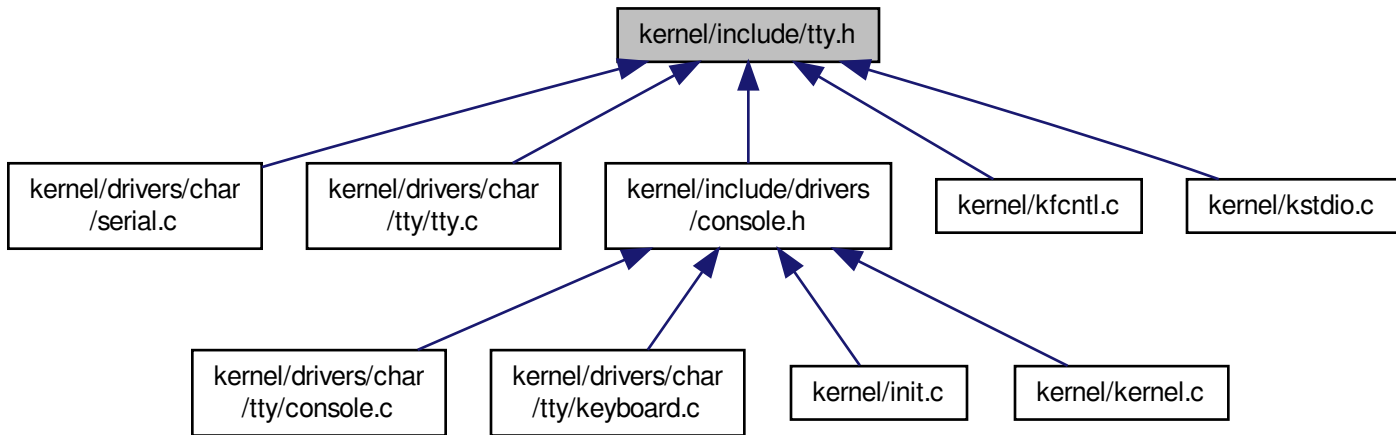 kernel/include/tty.h
kernel/drivers/char
/serial.c
kernel/drivers/char
/tty/tty.c
kernel/include/drivers
/console.h
kernel/kfcntl.c
kernel/kstdio.c
kernel/drivers/char
/tty/console.c
kernel/drivers/char
/tty/keyboard.c
kernel/init.c
kernel/kernel.c